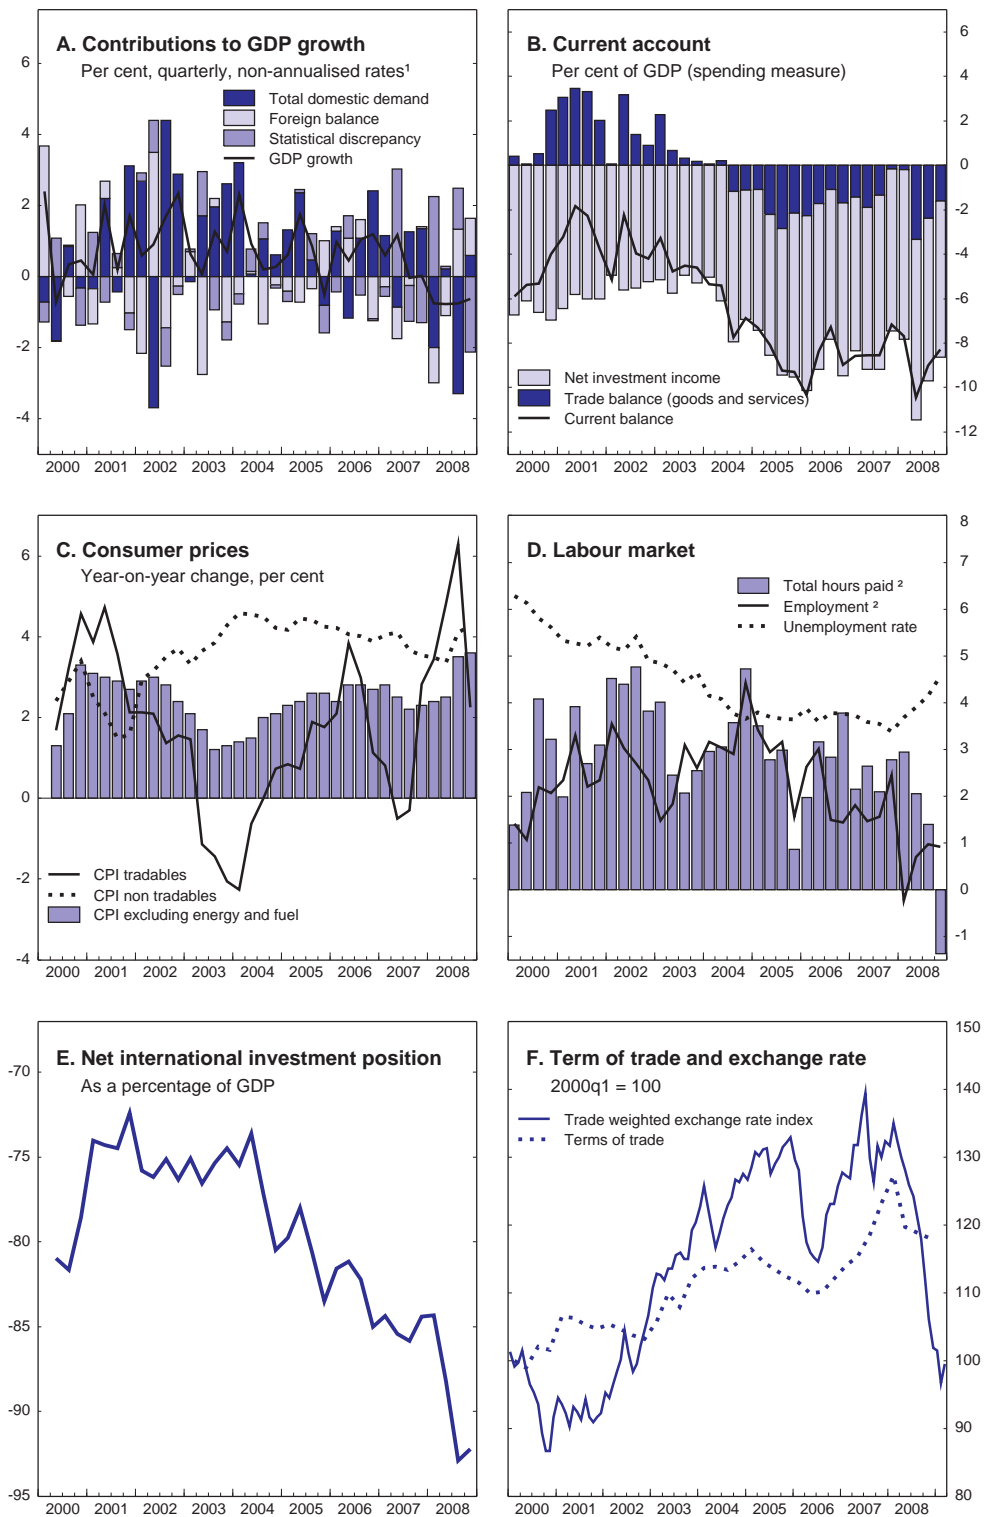 A. Contributions to GDP growth
Per cent, quarterly, non-annualised rates¹
Total domestic demand
Foreign balance
Statistical discrepancy
GDP growth
6
4
2
0
-2
-4
2000 2001 2002 2003 2004 2005 2006 2007 2008
B. Current account
Per cent of GDP (spending measure)
6
4
2
0
-2
-4
-6
-8
-10
-12
Net investment income
Trade balance (goods and services)
Current balance
2000 2001 2002 2003 2004 2005 2006 2007 2008
C. Consumer prices
Year-on-year change, per cent
6
4
2
0
-2
-4
CPI tradables
CPI non tradables
CPI excluding energy and fuel
2000 2001 2002 2003 2004 2005 2006 2007 2008
D. Labour market
Total hours paid ²
Employment ²
Unemployment rate
8
7
6
5
4
3
2
1
0
-1
2000 2001 2002 2003 2004 2005 2006 2007 2008
E. Net international investment position
As a percentage of GDP
-70
-75
-80
-85
-90
-95
2000 2001 2002 2003 2004 2005 2006 2007 2008
F. Term of trade and exchange rate
2000q1 = 100
Trade weighted exchange rate index
Terms of trade
150
140
130
120
110
100
90
80
2000 2001 2002 2003 2004 2005 2006 2007 2008